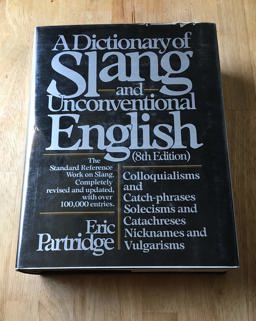 A Dictionary of
Slang
and
Unconventional
English
(8th Edition)
The
Standard Reference
Work on Slang.
Completely
revised and updated,
with over
100,000 entries.
Eric
Partridge
Colloquialisms
and
Catch-phrases
Solecisms and
Catachreses
Nicknames and
Vulgarisms